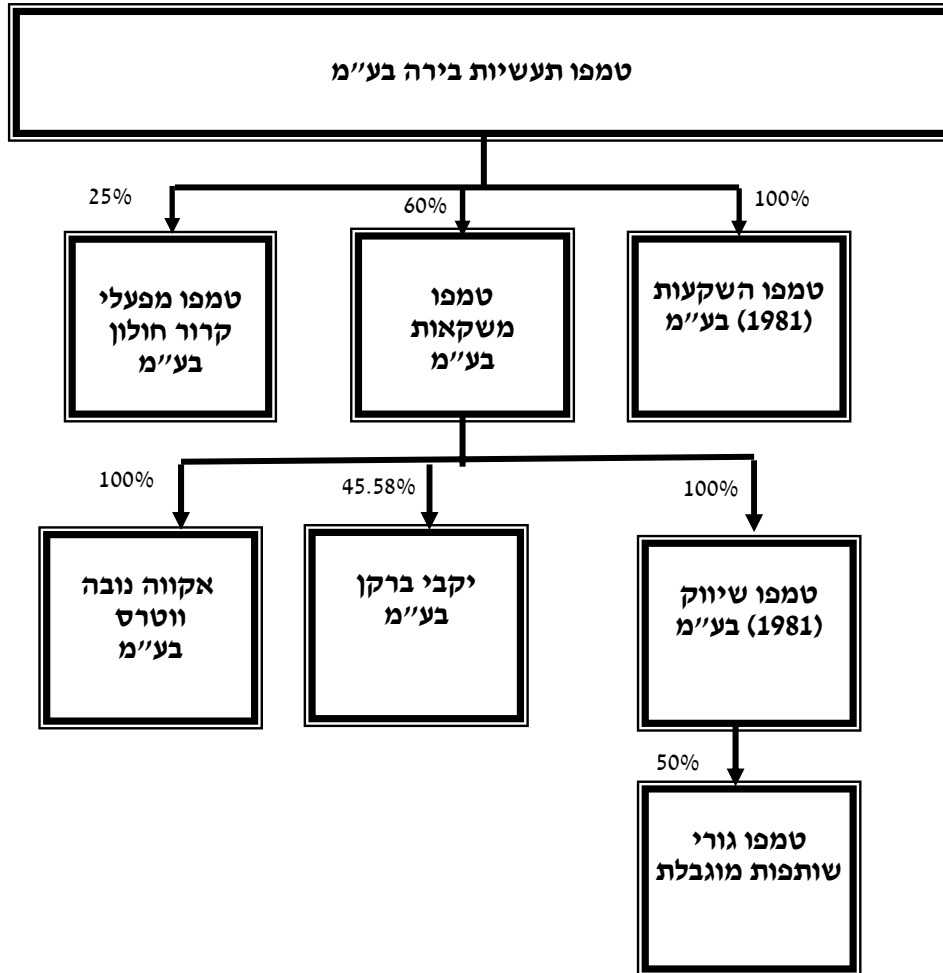 טמפו תעשיות בירה בע״מ
100%
60%
25%
טמפו השקעות
(1981) בע״מ
טמפו
משקאות
בע״מ
טמפו מפעלי
קרור חולון
בע״מ
100%
45.58%
100%
טמפו שיווק
(1981) בע״מ
יקבי ברקן
בע״מ
אקווה נובה
ווטרס
בע״מ
50%
טמפו גורי
שותפות מוגבלת